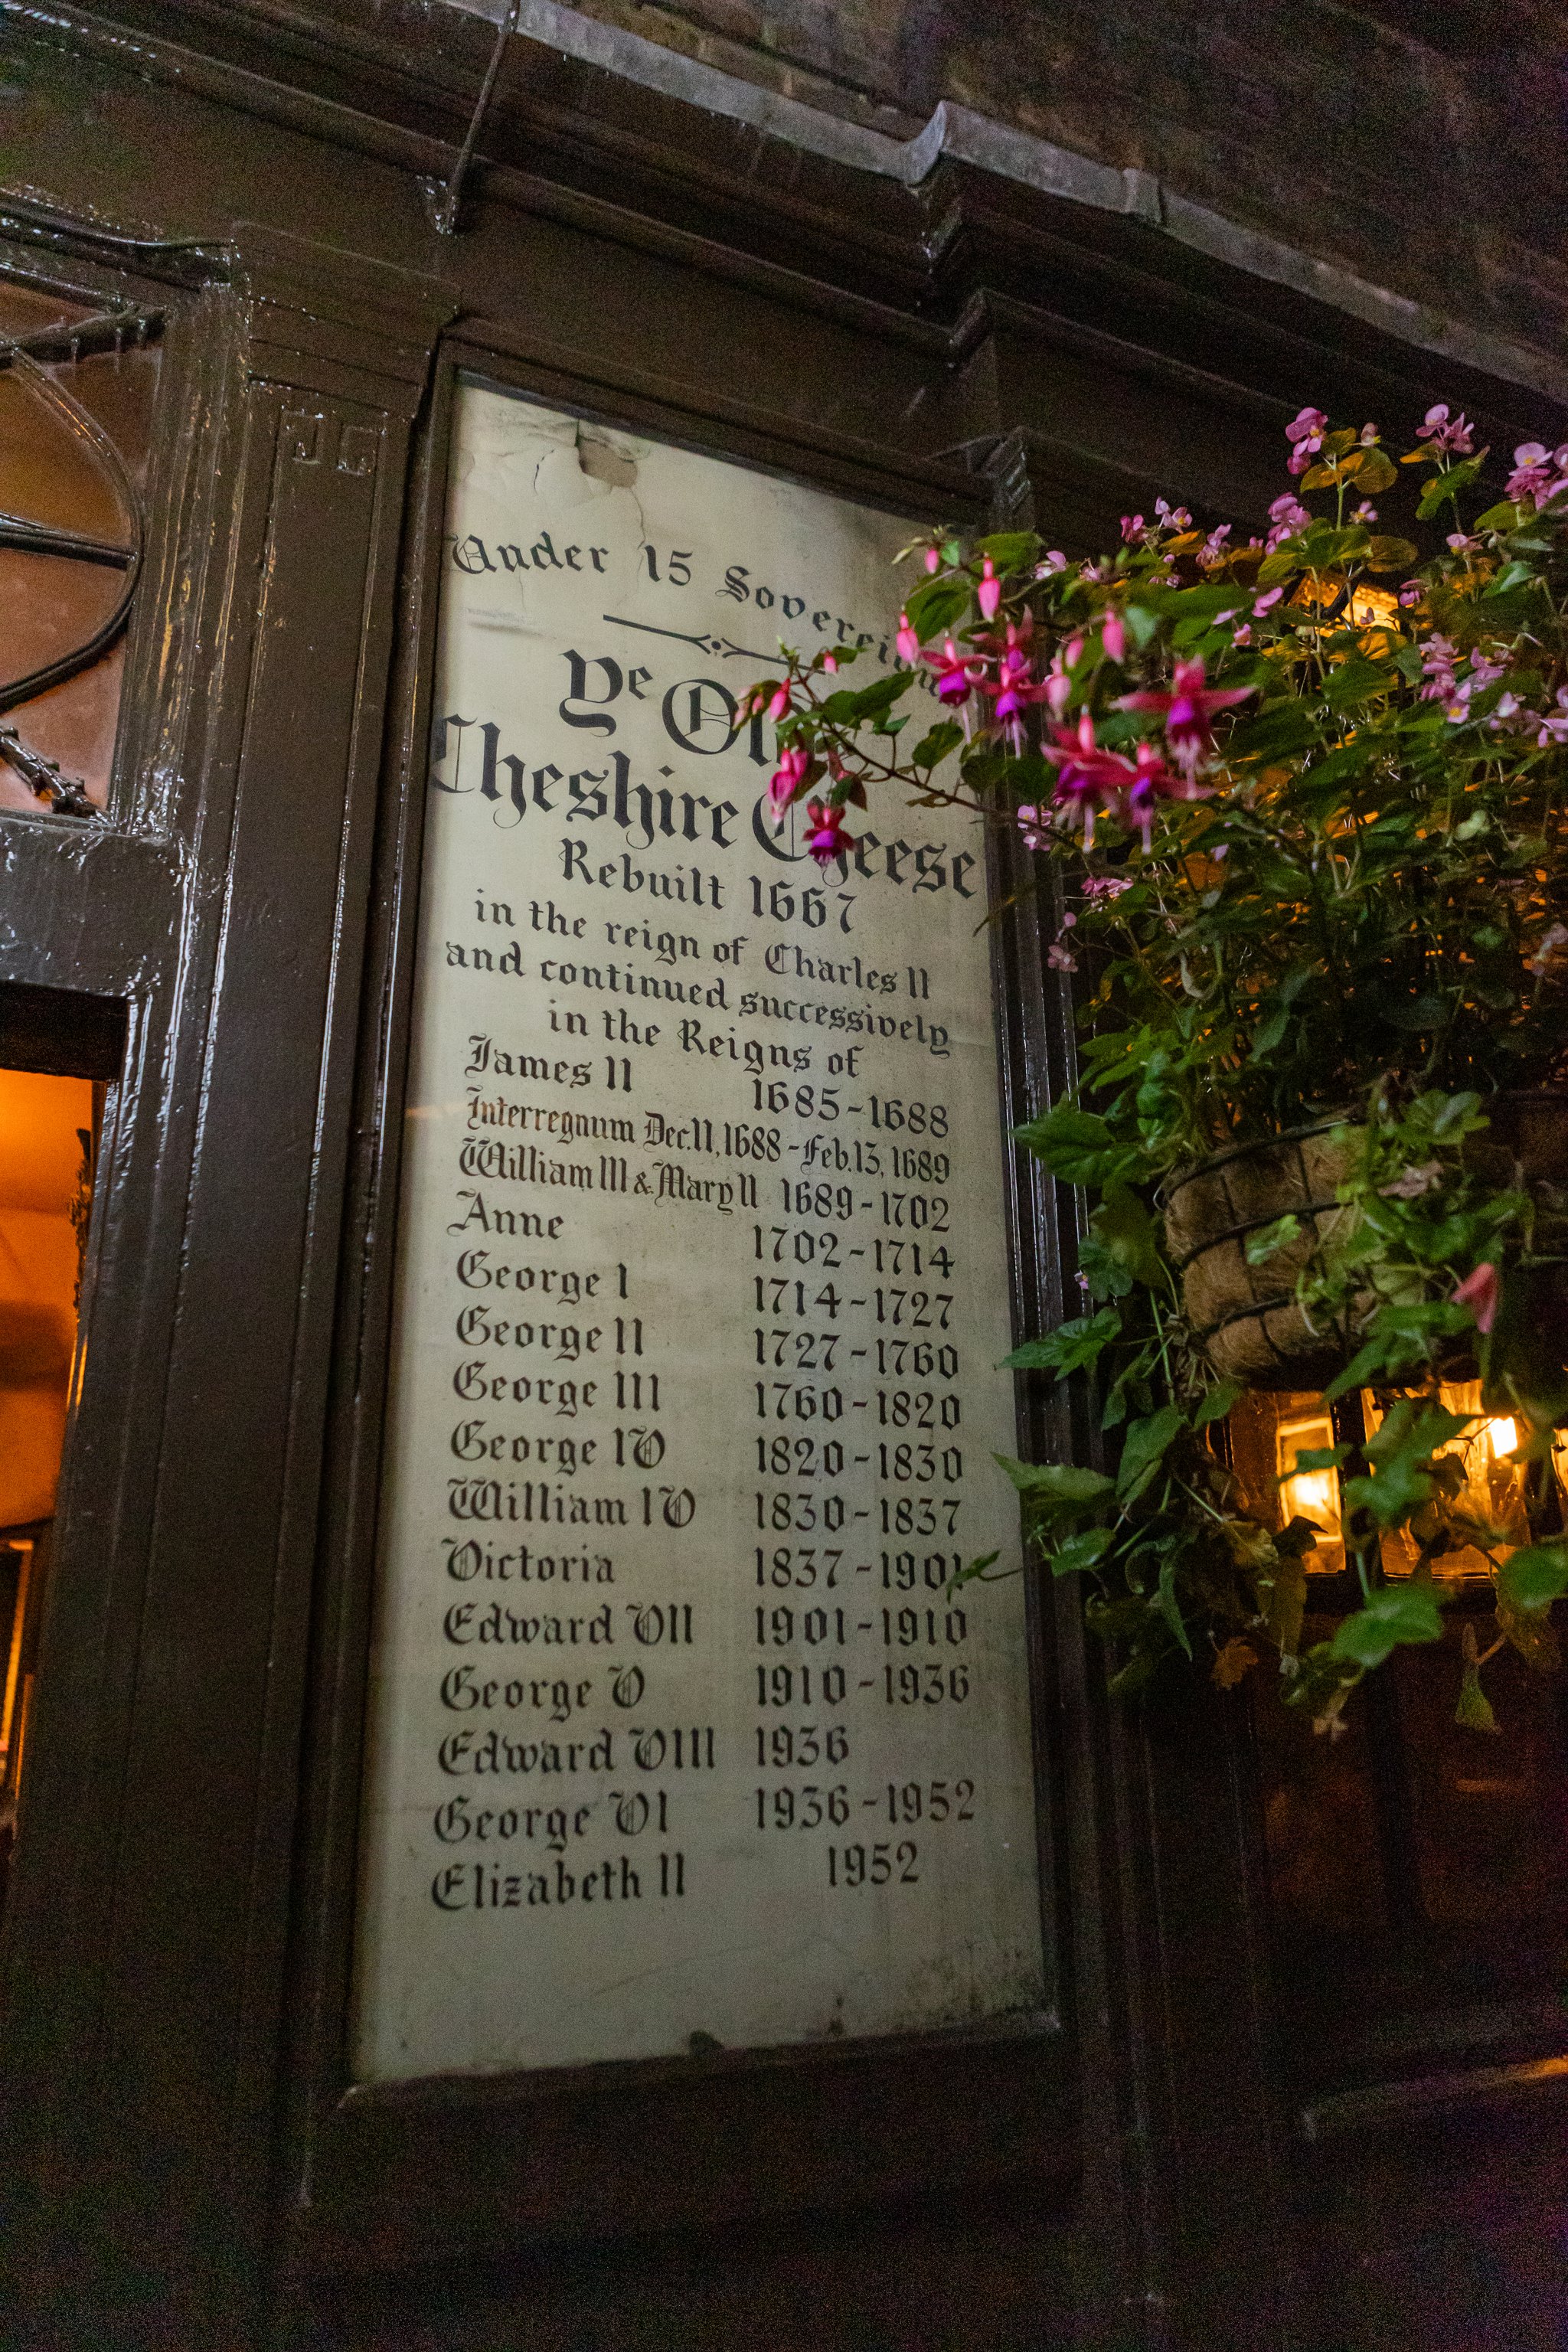 Under 15
Ye
Cheshire Cheese
Rebuilt 1667
in the reign of Charles II
and continued successively
in the Reigns of
James II 1685-1688
Interregnum Dec.11,1688-Feb.13,1689
William III & Mary II 1689-1702
Anne 1702-1714
George I 1714-1727
George II 1727-1760
George III 1760-1820
George IV 1820-1830
William IV 1830-1837
Victoria 1837-1901
Edward VII 1901-1910
George V 1910-1936
Edward VIII 1936
George VI 1936-1952
Elizabeth II 1952